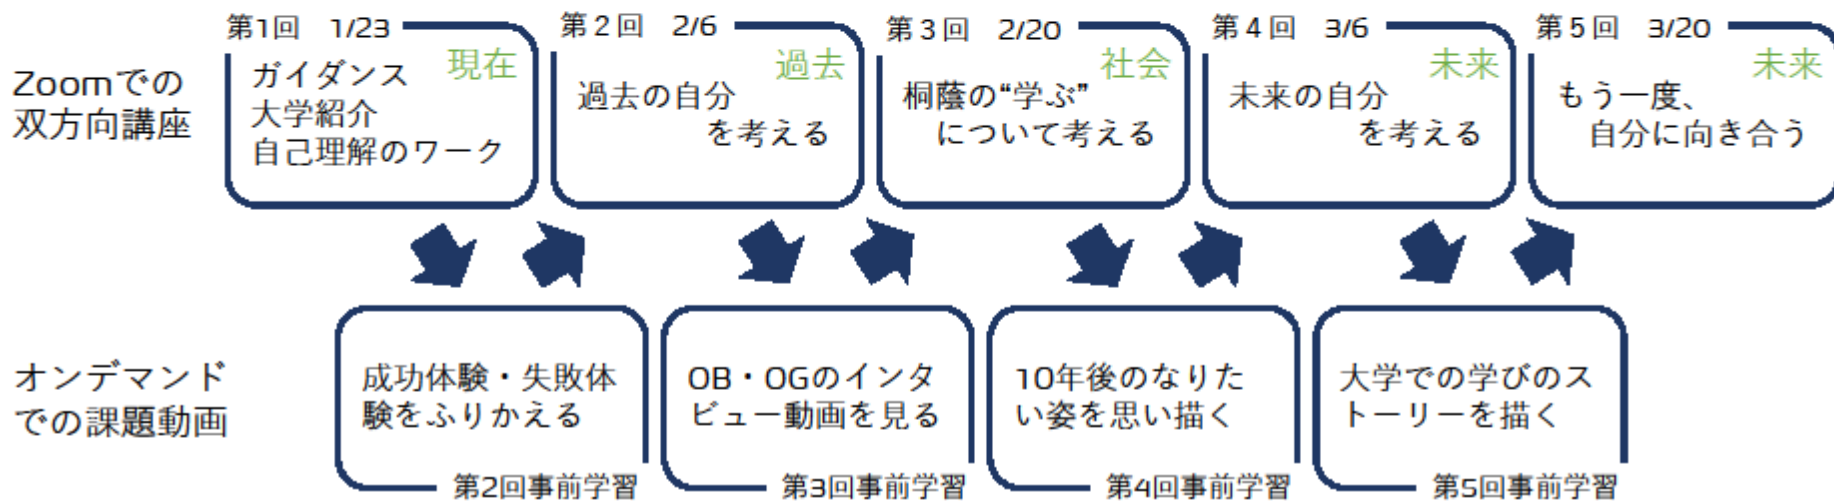 Zoomでの
双方向講座
第1回 1/23
現在
ガイダンス
大学紹介
自己理解のワーク
第２回 2/6
過去
過去の自分
を考える
第３回 2/20
社会
桐蔭の“学ぶ”
について考える
第４回 3/6
未来
未来の自分
を考える
第５回 3/20
未来
もう一度、
自分に向き合う
オンデマンド
での課題動画
成功体験・失敗体
験をふりかえる
第2回事前学習
OB・OGのインタ
ビュー動画を見る
第3回事前学習
10年後のなりた
い姿を思い描く
第4回事前学習
大学での学びのス
トーリーを描く
第5回事前学習